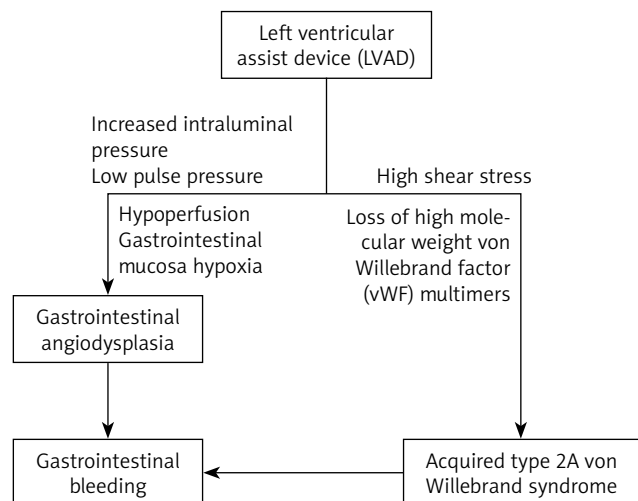 Left ventricular
assist device (LVAD)
Increased intraluminal
pressure
Low pulse pressure
High shear stress
Hypoperfusion
Gastrointestinal
mucosa hypoxia
Loss of high mole-
cular weight von
Willebrand factor
(vWF) multimers
Gastrointestinal
angiodysplasia
Gastrointestinal
bleeding
Acquired type 2A von
Willebrand syndrome